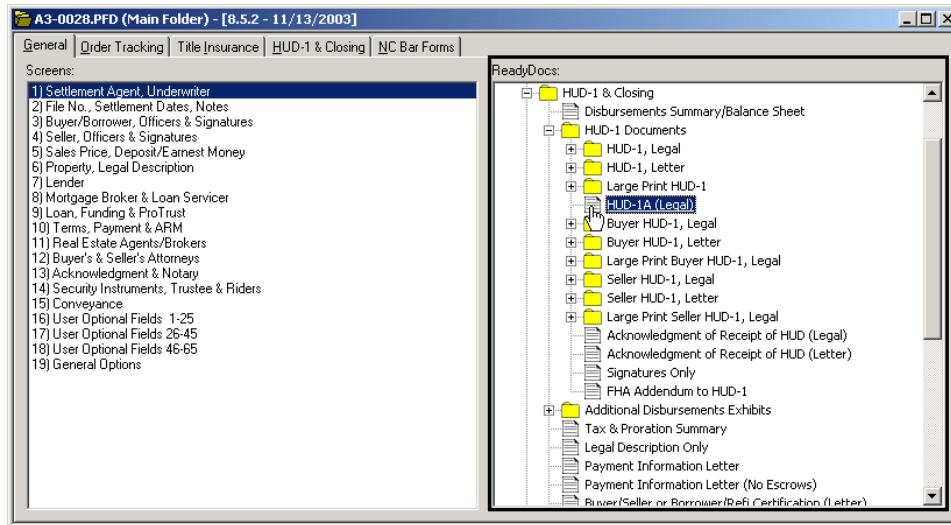 A3-0028.PFD (Main Folder) - [8.5.2 - 11/13/2003]
General Order Tracking Title Insurance HUD-1 & Closing NC Bar Forms
Screens:
1) Settlement Agent, Underwriter
2) File No., Settlement Dates, Notes
3) Buyer/Borrower, Officers & Signatures
4) Seller, Officers & Signatures
5) Sales Price, Deposit/Earnest Money
6) Property, Legal Description
7) Lender
8) Mortgage Broker & Loan Servicer
9) Loan, Funding & ProTrust
10) Terms, Payment & ARM
11) Real Estate Agents/Brokers
12) Buyer's & Seller's Attorneys
13) Acknowledgment & Notary
14) Security Instruments, Trustee & Riders
15) Conveyance
16) User Optional Fields 1-25
17) User Optional Fields 26-45
18) User Optional Fields 46-65
19) General Options
ReadyDocs:
HUD-1 & Closing
Disbursements Summary/Balance Sheet
HUD-1 Documents
HUD-1, Legal
HUD-1, Letter
Large Print HUD-1
HUD-1A (Legal)
Buyer HUD-1, Legal
Buyer HUD-1, Letter
Large Print Buyer HUD-1, Legal
Seller HUD-1, Legal
Seller HUD-1, Letter
Large Print Seller HUD-1, Legal
Acknowledgment of Receipt of HUD (Legal)
Acknowledgment of Receipt of HUD (Letter)
Signatures Only
FHA Addendum to HUD-1
Additional Disbursements Exhibits
Tax & Proration Summary
Legal Description Only
Payment Information Letter
Payment Information Letter (No Escrows)
Buyer/Seller or Borrower/Refi Certification (Letter)